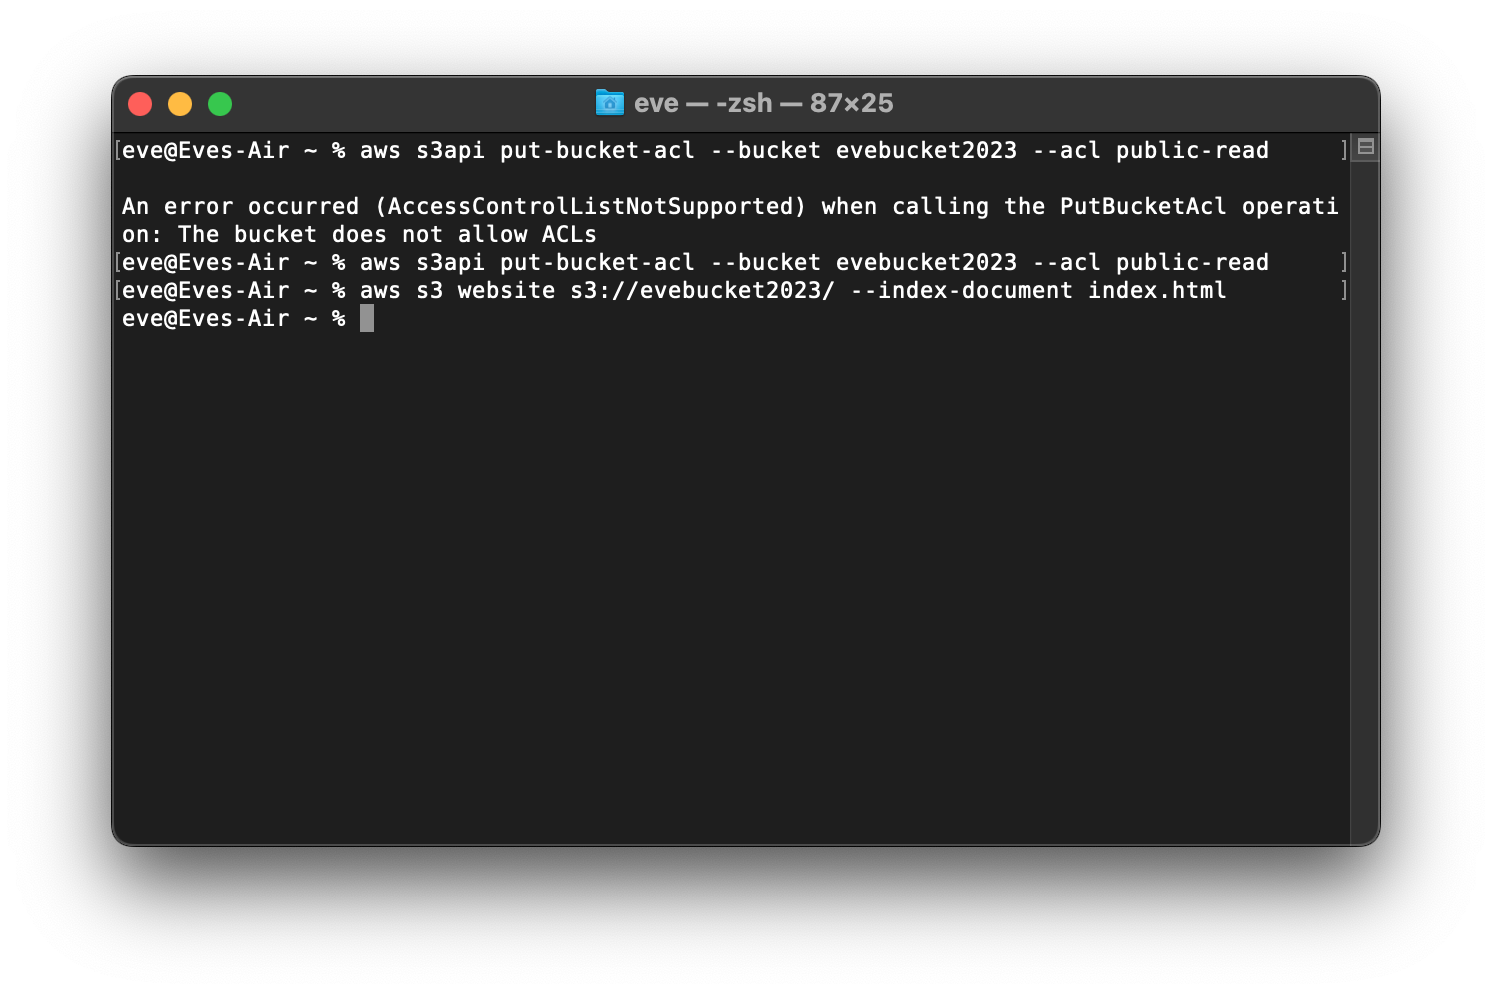 eve — -zsh — 87×25
[eve@Eves-Air ~ % aws s3api put-bucket-acl --bucket evebucket2023 --acl public-read ]
An error occurred (AccessControlListNotSupported) when calling the PutBucketAcl operati
on: The bucket does not allow ACLs
[eve@Eves-Air ~ % aws s3api put-bucket-acl --bucket evebucket2023 --acl public-read ]
[eve@Eves-Air ~ % aws s3 website s3://evebucket2023/ --index-document index.html ]
eve@Eves-Air ~ %